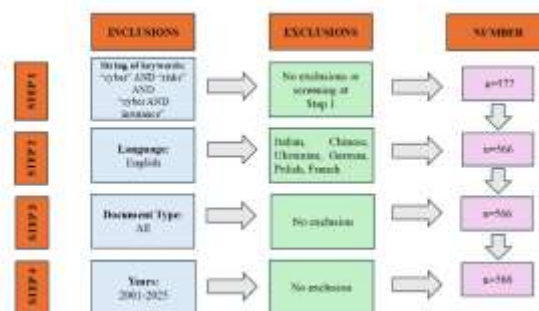 INCLUSIONS
EXCLUSIONS
NUMBER
STEP 1
String of keywords:
"cyber" AND "risks"
AND
"cyber AND
insurance"
No exclusions or
screening at
Step 1
n=577
STEP 2
Language:
English
Italian, Chinese,
Ukrainian, German,
Polish, French
n=566
STEP 3
Document Type:
All
No exclusion
n=566
STEP 4
Years:
2001-2025
No exclusion